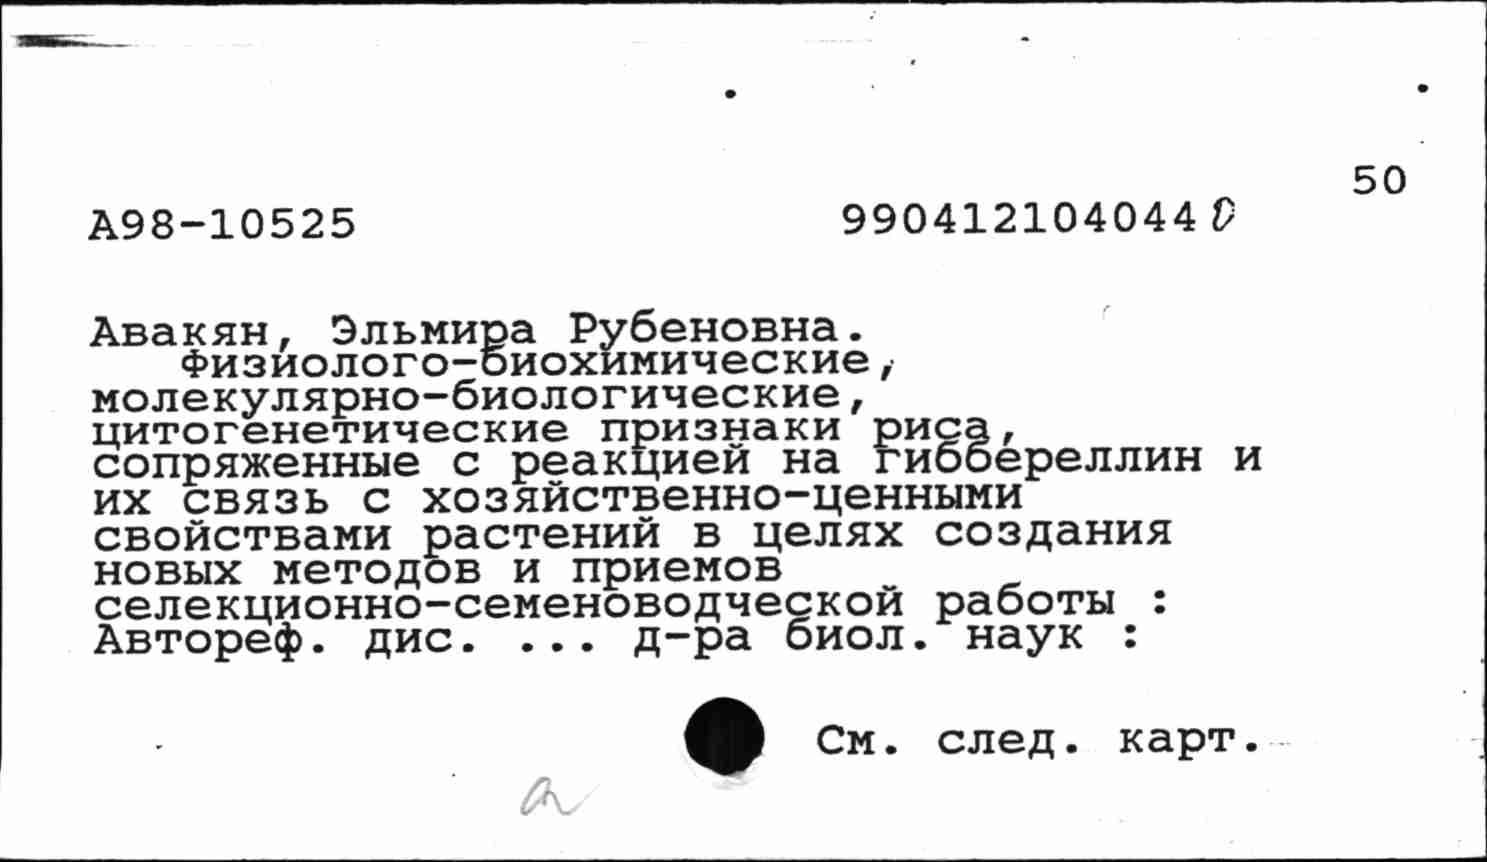 50
А98-10525 990412104044
Авакян, Эльмира Рубеновна.
Физиолого-биохимические,
молекулярно-биологические,
цитогенетические признаки риса,
сопряженные с реакцией на гиббереллин и
их связь с хозяйственно-ценными
свойствами растений в целях создания
новых методов и приемов
селекционно-семеноводческой работы :
Автореф. дис. ... д-ра биол. наук :
См. след. карт.